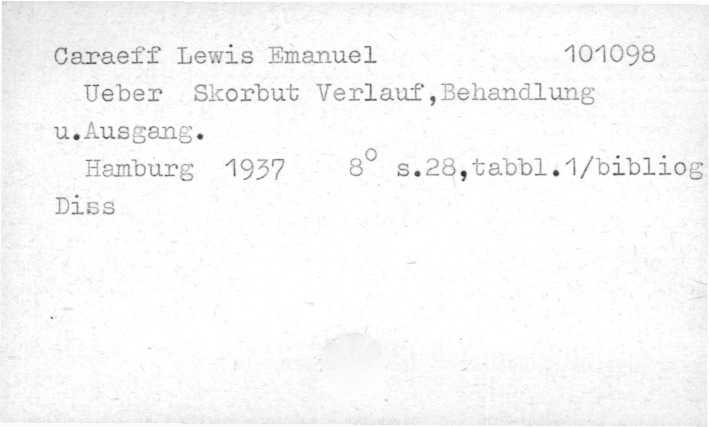 Caraeff Lewis Emanuel 101098
Ueber Skorbut Verlauf,Behandlung
u.Ausgang.
Hamburg 1937 8° s.28,tabbl.1/bibliog
Diss